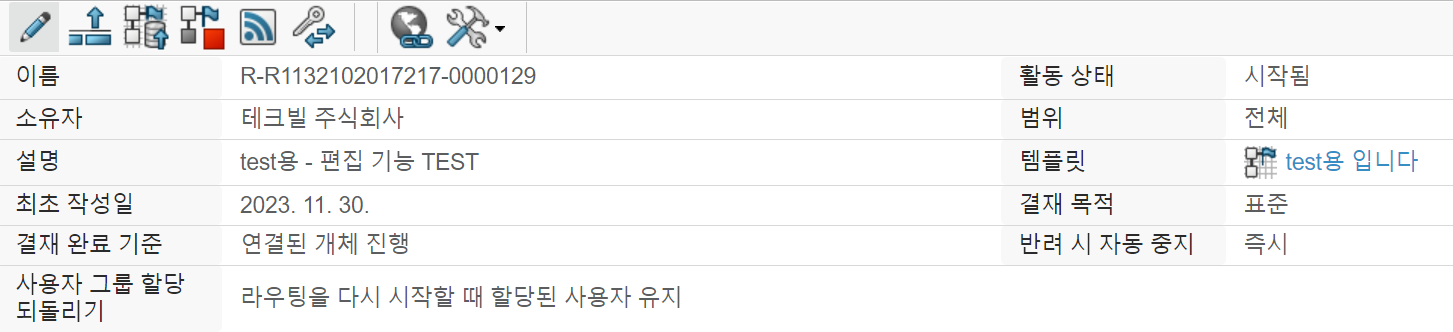 이름 R-R1132102017217-0000129 활동 상태 시작됨
소유자 테크빌 주식회사 범위 전체
설명 test용 - 편집 기능 TEST 템플릿 test용 입니다
최초 작성일 2023. 11. 30. 결재 목적 표준
결재 완료 기준 연결된 개체 진행 반려 시 자동 중지 즉시
사용자 그룹 할당
되돌리기 라우팅을 다시 시작할 때 할당된 사용자 유지